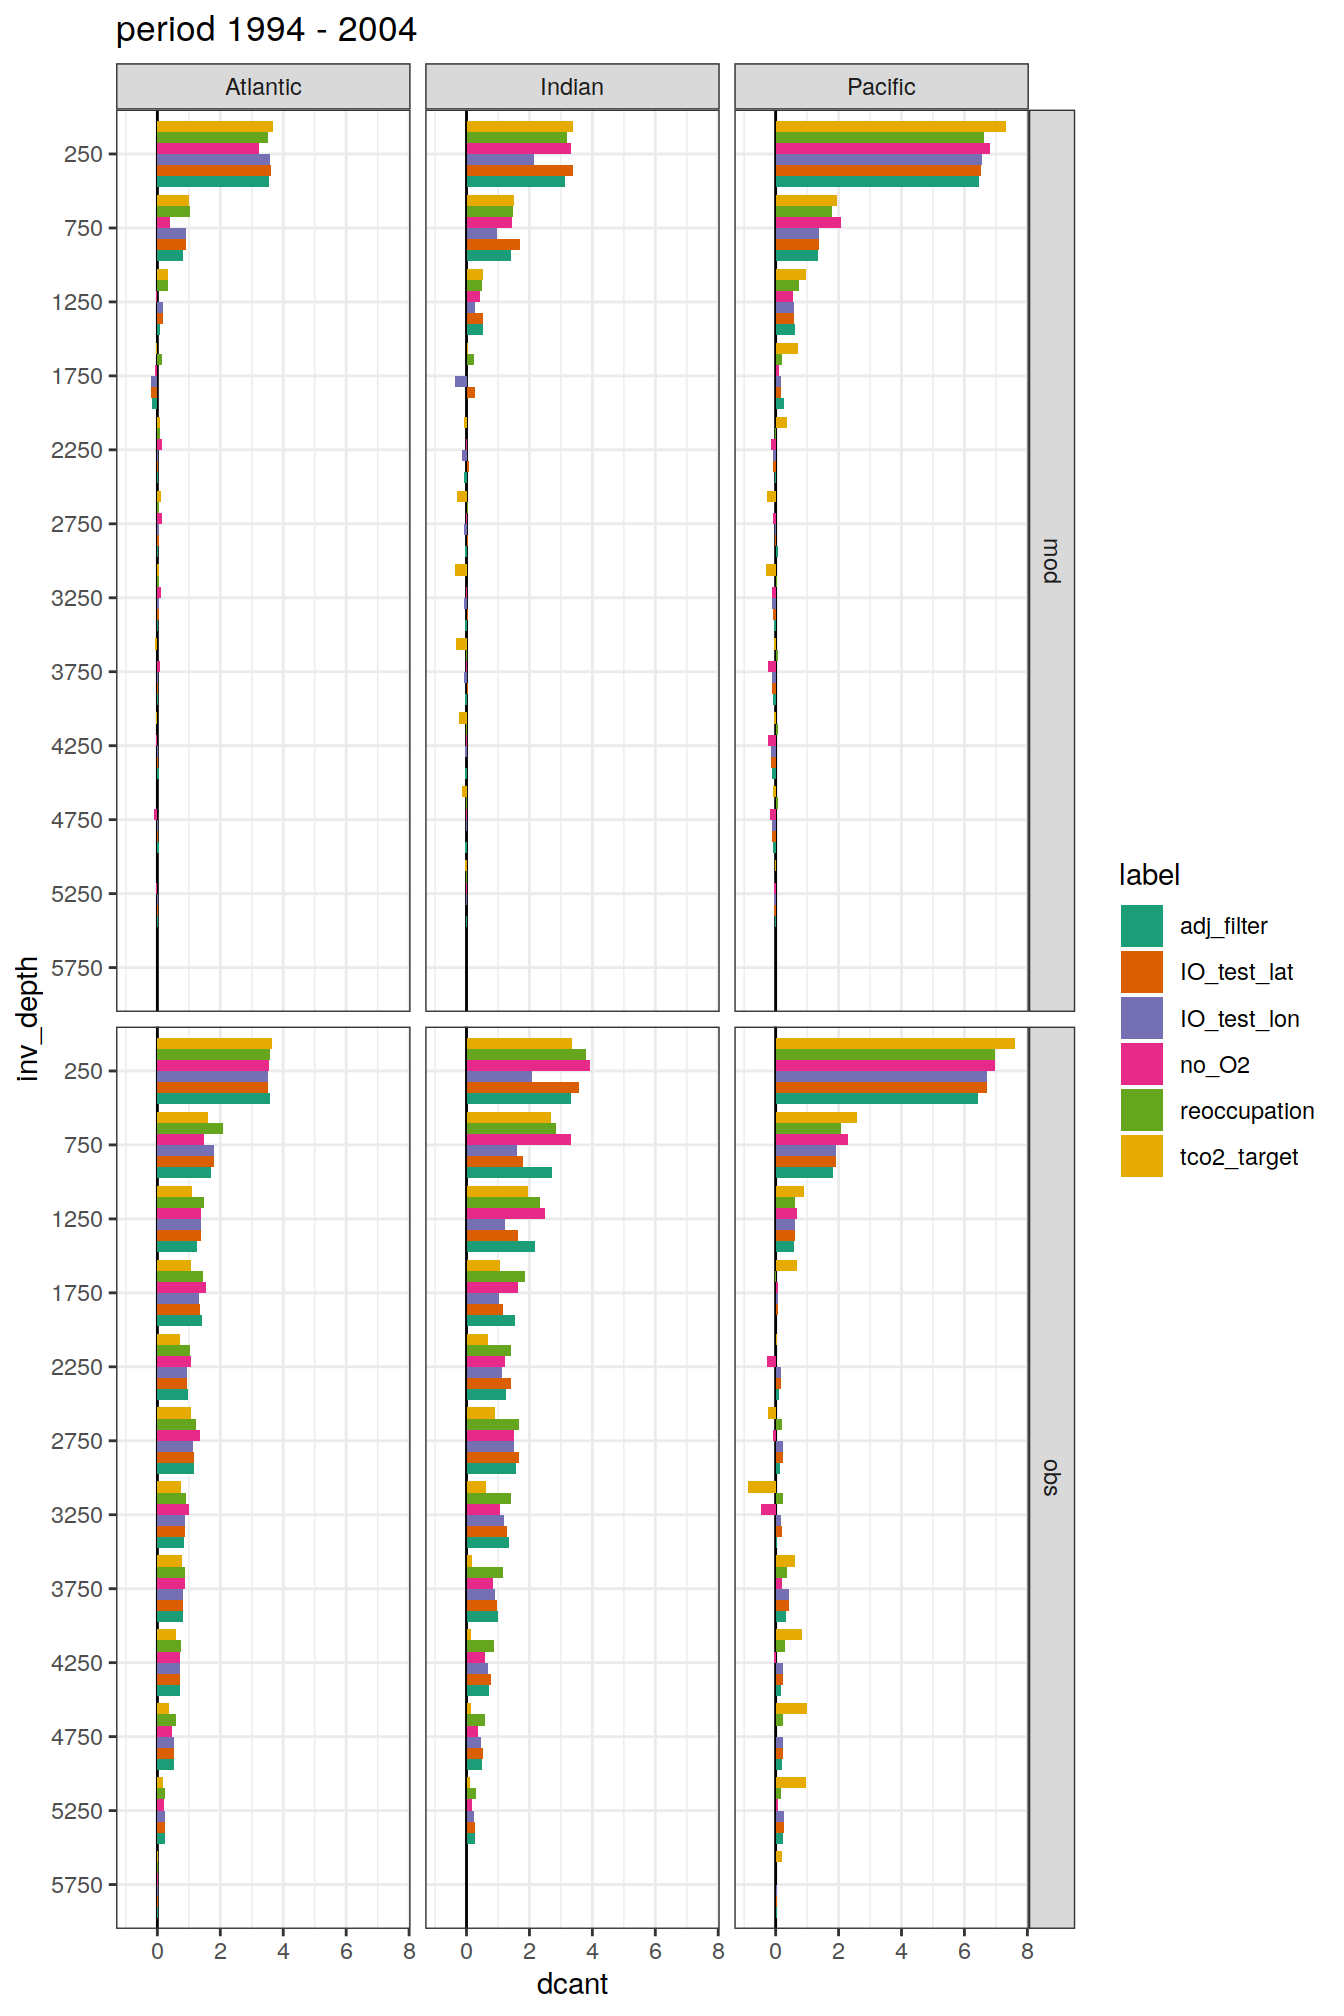 period 1994 - 2004
Atlantic Indian Pacific
250
750
1250
1750
2250
2750
3250
3750
4250
4750
5250
5750
mod
250
750
1250
1750
2250
2750
3250
3750
4250
4750
5250
5750
obs
inv_depth
0 2 4 6 8 0 2 4 6 8 0 2 4 6 8
dcant
label
adj_filter
IO_test_lat
IO_test_lon
no_O2
reoccupation
tco2_target